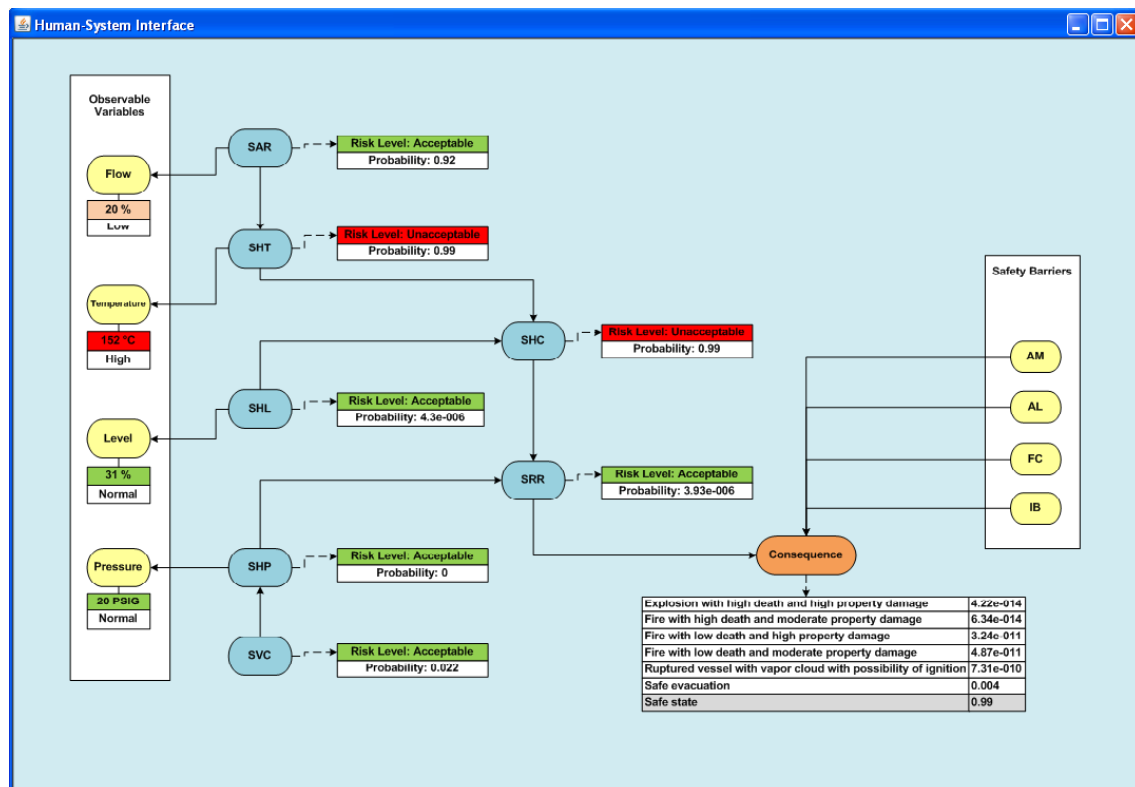 Human-System Interface
Observable
Variables
Flow
20 %
Low
Temperature
152 °C
High
Level
31 %
Normal
Pressure
20 PSIG
Normal
SAR
Risk Level: Acceptable
Probability: 0.92
SHT
Risk Level: Unacceptable
Probability: 0.99
SHC
Risk Level: Unacceptable
Probability: 0.99
SHL
Risk Level: Acceptable
Probability: 4.3e-006
SRR
Risk Level: Acceptable
Probability: 3.93e-006
SHP
Risk Level: Acceptable
Probability: 0
SVC
Risk Level: Acceptable
Probability: 0.022
Safety Barriers
AM
AL
FC
IB
Consequence
Explosion with high death and high property damage 4.22e-014
Fire with high death and moderate property damage 6.34e-014
Fire with low death and high property damage 3.24e-011
Fire with low death and moderate property damage 4.87e-011
Ruptured vessel with vapor cloud with possibility of ignition 7.31e-010
Safe evacuation 0.004
Safe state 0.99